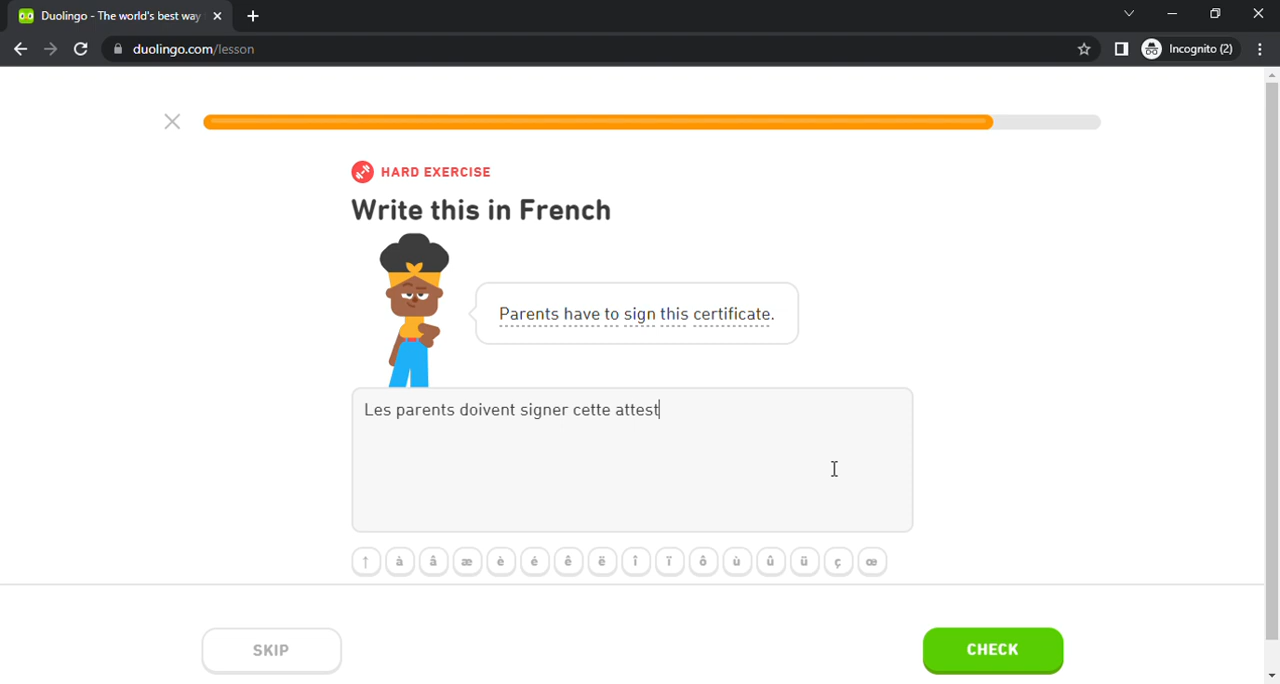 Duolingo - The world's best way
duolingo.com/lesson
Incognito (2)
HARD EXERCISE
Write this in French
Parents have to sign this certificate.
Les parents doivent signer cette attest
↑ à â æ è é ê ë î ï ô ù û ü ç œ
SKIP
CHECK